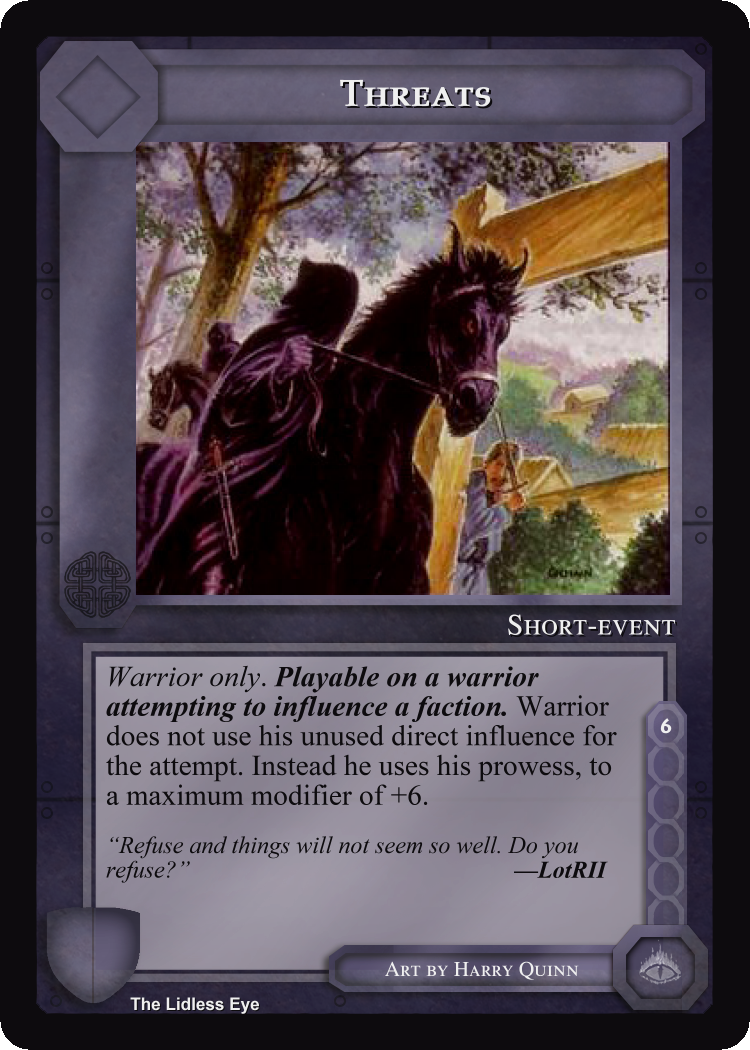 Threats
Short-event
Warrior only. Playable on a warrior
attempting to influence a faction. Warrior
does not use his unused direct influence for
the attempt. Instead he uses his prowess, to
a maximum modifier of +6.
6
“Refuse and things will not seem so well. Do you
refuse?” —LotRII
Art by Harry Quinn
The Lidless Eye